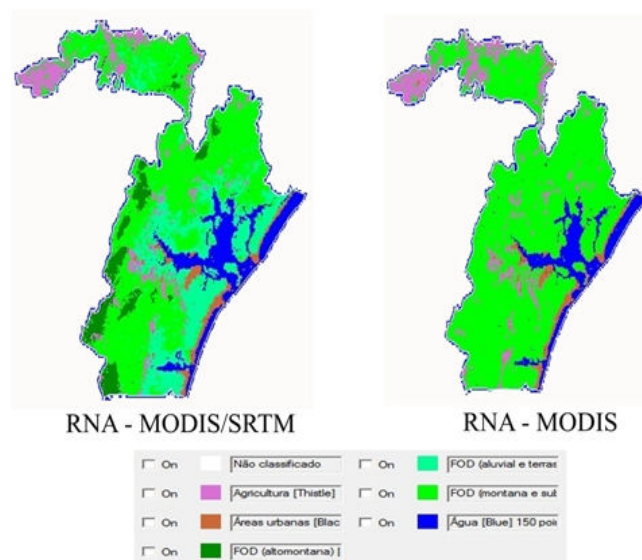 RNA - MODIS/SRTM
RNA - MODIS
On Não classificado
On FOD (aluvial e terras
On Agricultura [Thistle]
On FOD (montana e sub
On Áreas urbanas [Blac
On Água [Blue] 150 poi
On FOD (altomontana) [